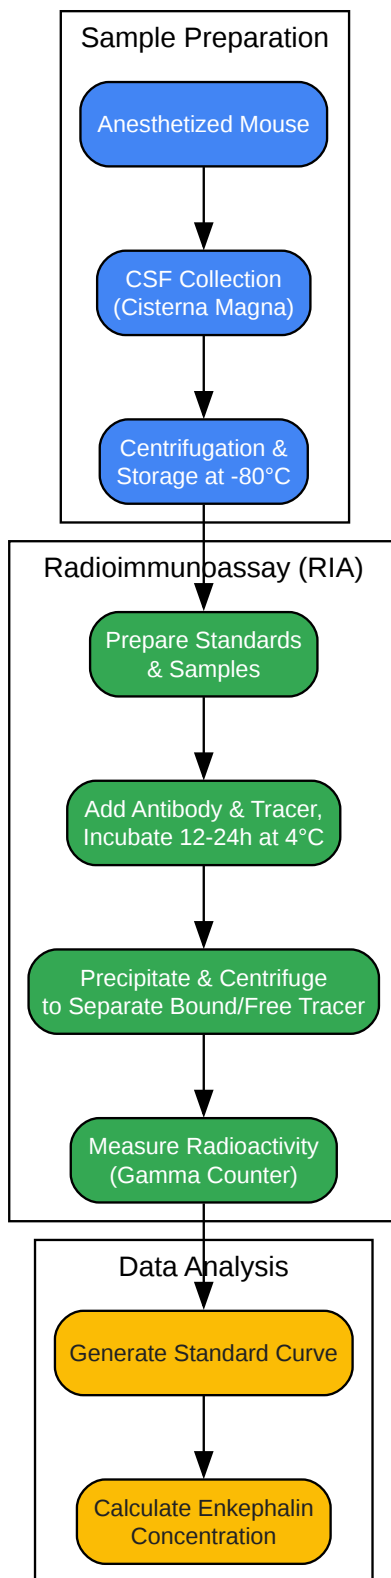 Sample Preparation
Anesthetized Mouse
CSF Collection
(Cisterna Magna)
Centrifugation &
Storage at -80°C
Radioimmunoassay (RIA)
Prepare Standards
& Samples
Add Antibody & Tracer,
Incubate 12-24h at 4°C
Precipitate & Centrifuge
to Separate Bound/Free Tracer
Measure Radioactivity
(Gamma Counter)
Data Analysis
Generate Standard Curve
Calculate Enkephalin
Concentration